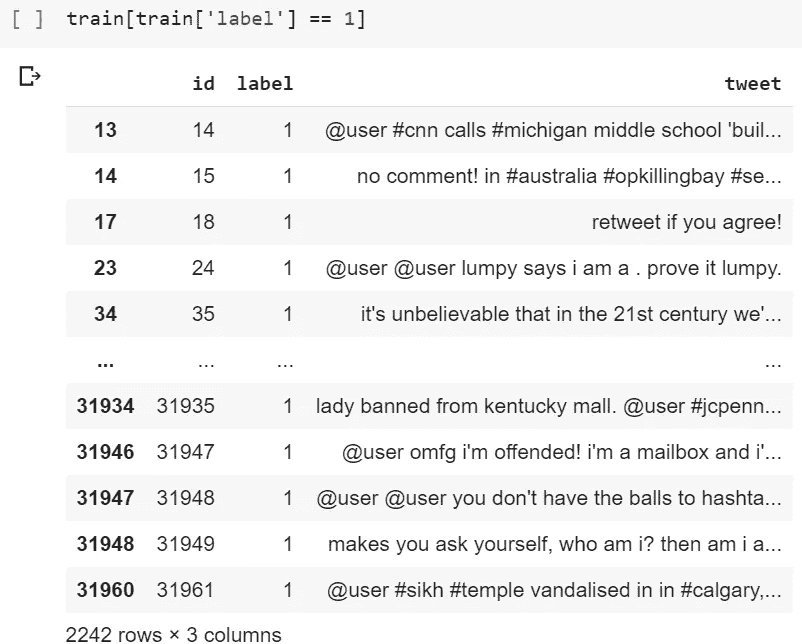 [ ] train[train['label'] == 1]
id label tweet
13 14 1 @user #cnn calls #michigan middle school 'buil...
14 15 1 no comment! in #australia #opkillingbay #se...
17 18 1 retweet if you agree!
23 24 1 @user @user lumpy says i am a . prove it lumpy.
34 35 1 it's unbelievable that in the 21st century we'...
... ... ... ...
31934 31935 1 lady banned from kentucky mall. @user #jcpenn...
31946 31947 1 @user omfg i'm offended! i'm a mailbox and i'...
31947 31948 1 @user @user you don't have the balls to hashta...
31948 31949 1 makes you ask yourself, who am i? then am i a...
31960 31961 1 @user #sikh #temple vandalised in in #calgary,...
2242 rows × 3 columns